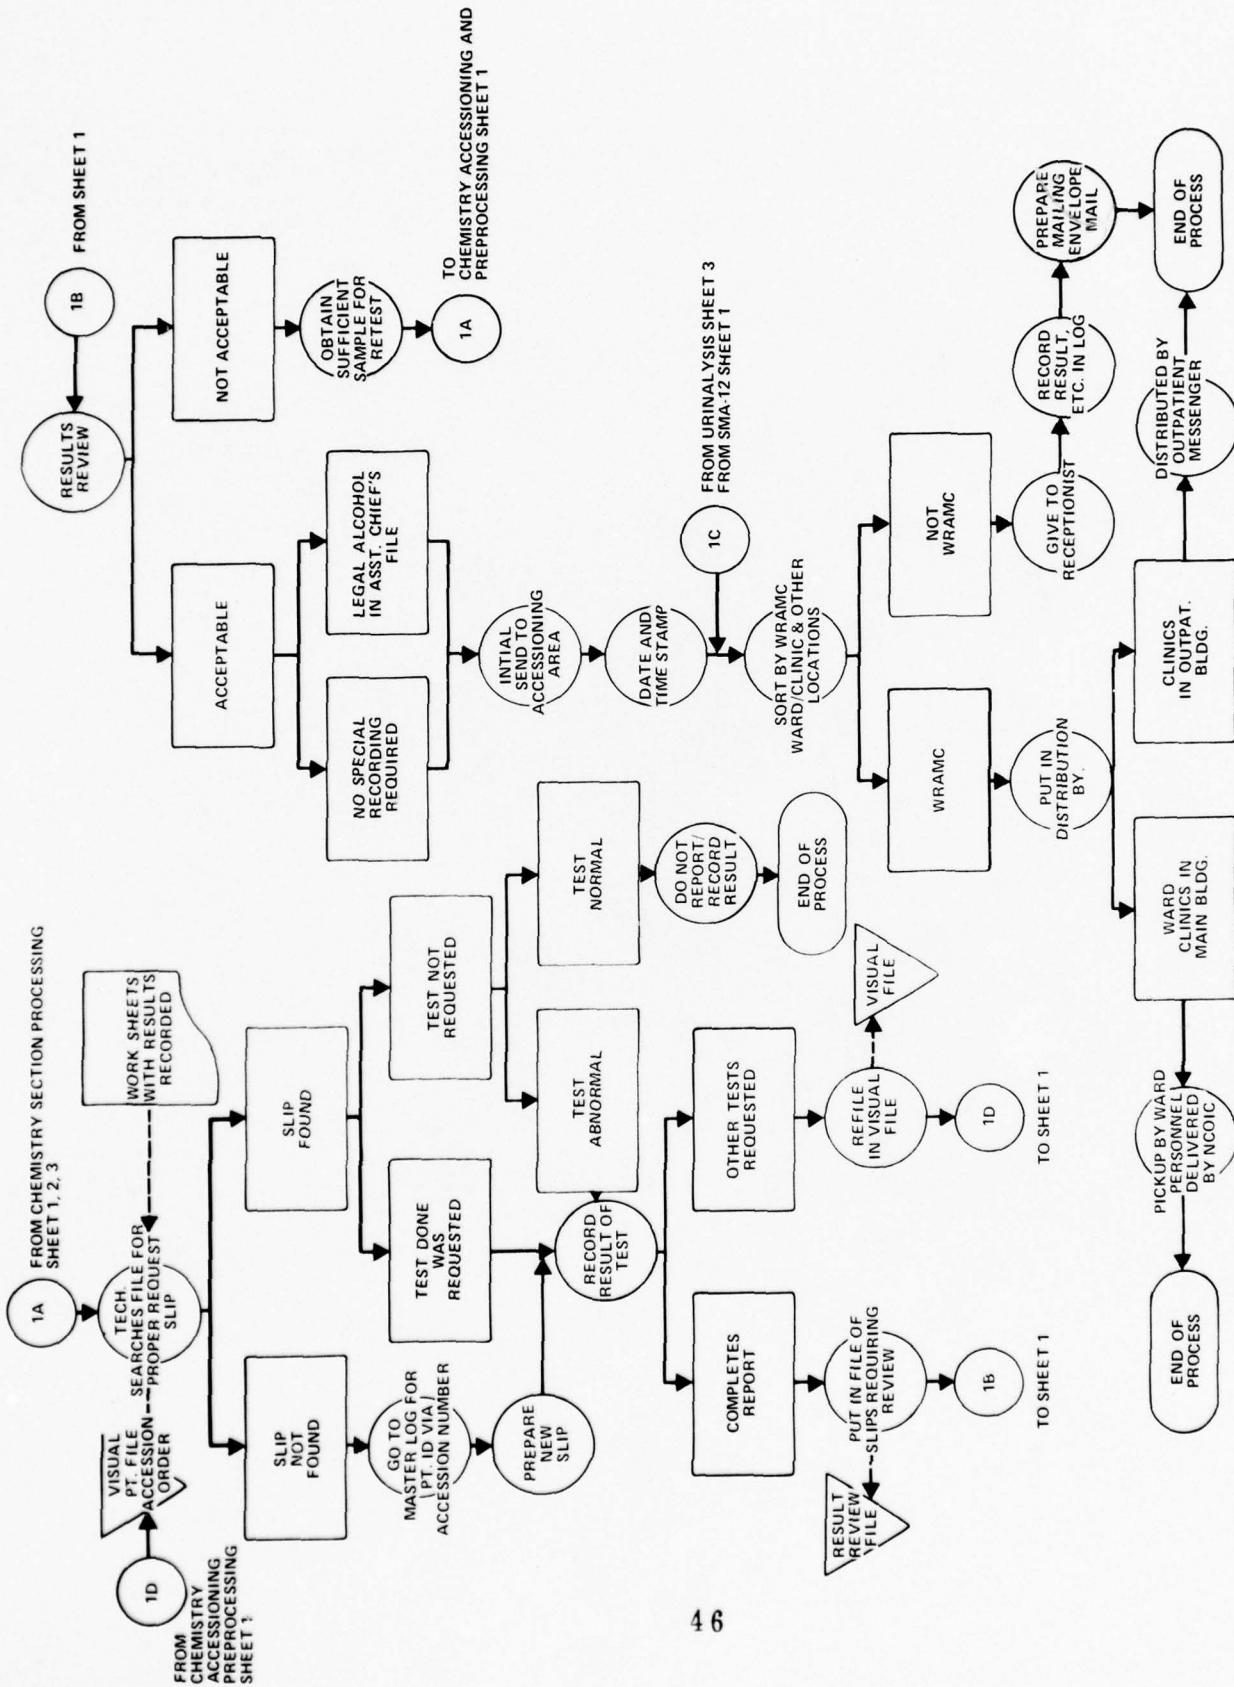 1A
FROM CHEMISTRY SECTION PROCESSING
SHEET 1, 2, 3
1D
FROM
CHEMISTRY
ACCESSIONING
PREPROCESSING
SHEET 1
VISUAL
PT. FILE
ACCESSION
ORDER
TECH.
SEARCHES FILE FOR
PROPER REQUEST
SLIP
WORK SHEETS
WITH RESULTS
RECORDED
SLIP
NOT
FOUND
SLIP
FOUND
GO TO
MASTER LOG FOR
PT. ID VIA
ACCESSION NUMBER
PREPARE
NEW
SLIP
TEST DONE
WAS
REQUESTED
TEST NOT
REQUESTED
TEST
ABNORMAL
TEST
NORMAL
RECORD
RESULT OF
TEST
DO NOT
REPORT/
RECORD
RESULT
END OF
PROCESS
COMPLETES
REPORT
OTHER TESTS
REQUESTED
PUT IN FILE OF
SLIPS REQUIRING
REVIEW
RESULT
REVIEW
FILE
1B
TO SHEET 1
REFILE
IN VISUAL
FILE
VISUAL
FILE
1D
TO SHEET 1
1B
FROM SHEET 1
RESULTS
REVIEW
ACCEPTABLE
NOT ACCEPTABLE
NO SPECIAL
RECORDING
REQUIRED
LEGAL ALCOHOL
IN ASST. CHIEF'S
FILE
OBTAIN
SUFFICIENT
SAMPLE FOR
RETEST
1A
TO
CHEMISTRY ACCESSIONING AND
PREPROCESSING SHEET 1
INTIAL
SEND TO
ACCESSIONING
AREA
DATE AND
TIME STAMP
1C
FROM URINALYSIS SHEET 3
FROM SMA-12 SHEET 1
SORT BY WRAMC
WARD/CLINIC & OTHER
LOCATIONS
WRAMC
NOT
WRAMC
PUT IN
DISTRIBUTION
BY.
GIVE TO
RECEPTIONIST
RECORD
RESULT,
ETC. IN LOG
PREPARE
MAILING
ENVELOPE
MAIL
WARD
CLINICS IN
MAIN BLDG.
CLINICS
IN OUTPAT.
BLDG.
DISTRIBUTED BY
OUTPATIENT
MESSENGER
END OF
PROCESS
PICKUP BY WARD
PERSONNEL
DELIVERED
BY NCOIC
END OF
PROCESS
46